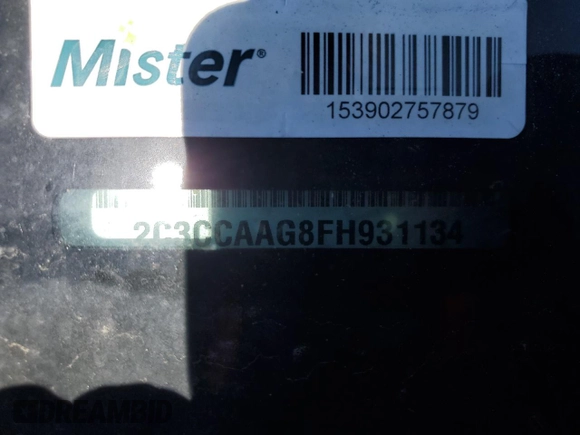 Mister®
153902757879
2C3CCAAG8FH931134
DREAMBID